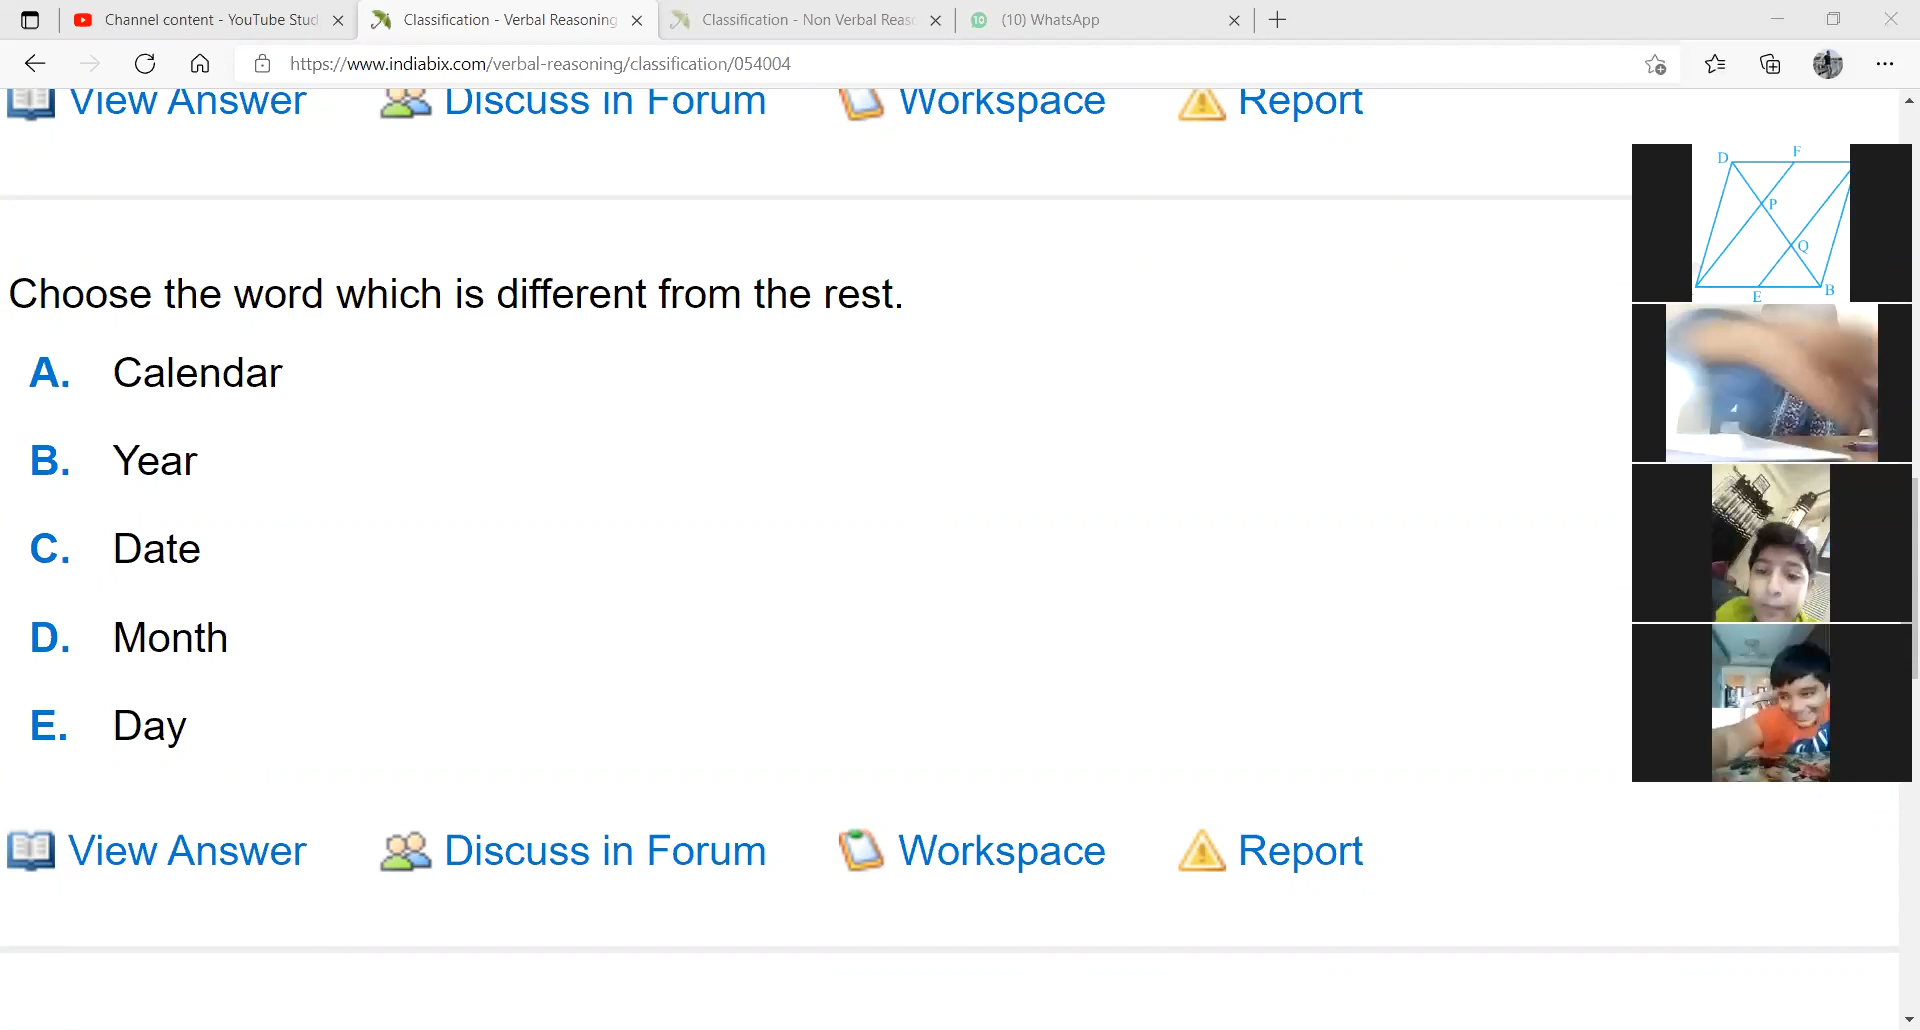 Channel content - YouTube Stud
Classification - Verbal Reasoning
Classification - Non Verbal Reas
10 (10) WhatsApp
https://www.indiabix.com/verbal-reasoning/classification/054004
View Answer Discuss in Forum Workspace Report
D F
P
Q
E B
Choose the word which is different from the rest.
A. Calendar
B. Year
C. Date
D. Month
E. Day
View Answer Discuss in Forum Workspace Report